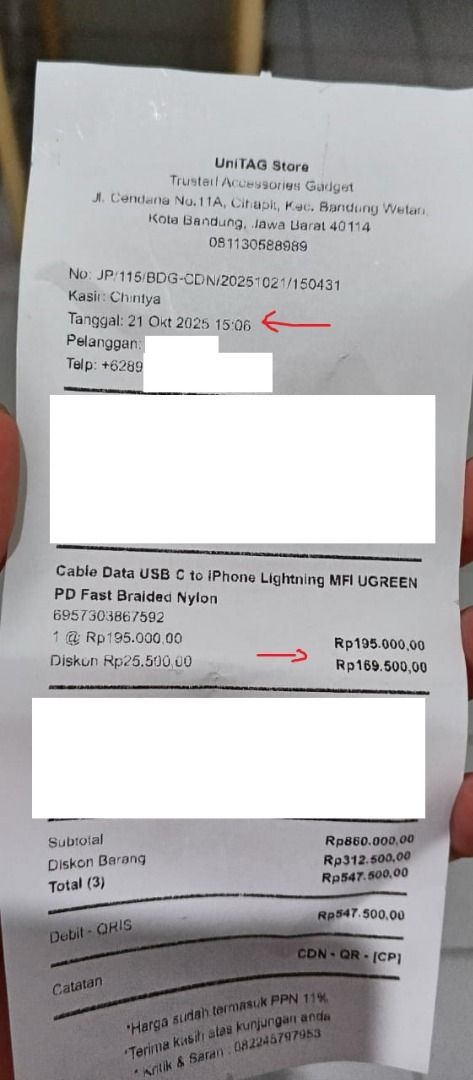 UniTAG Store
Trusted Accessories Gadget
Jl. Cendana No.11A, Cihapit, Kec. Bandung Wetan,
Kota Bandung, Jawa Barat 40114
081130588989
No: JP/115/BDG-CDN/20251021/150431
Kasir: Chintya
Tanggal: 21 Okt 2025 15:06
Pelanggan:
Telp: +6289
Cable Data USB C to iPhone Lightning MFI UGREEN
PD Fast Braided Nylon
6957303867592
1 @ Rp195.000,00 Rp195.000,00
Diskon Rp25.500,00 Rp169.500,00
Subtotal Rp860.000,00
Diskon Barang Rp312.500,00
Total (3) Rp547.500,00
Debit - QRIS Rp547.500,00
CDN - QR - [CP]
Catatan
*Harga sudah termasuk PPN 11%
*Terima kasih atas kunjungan anda
* Kritik & Saran : 082245797953